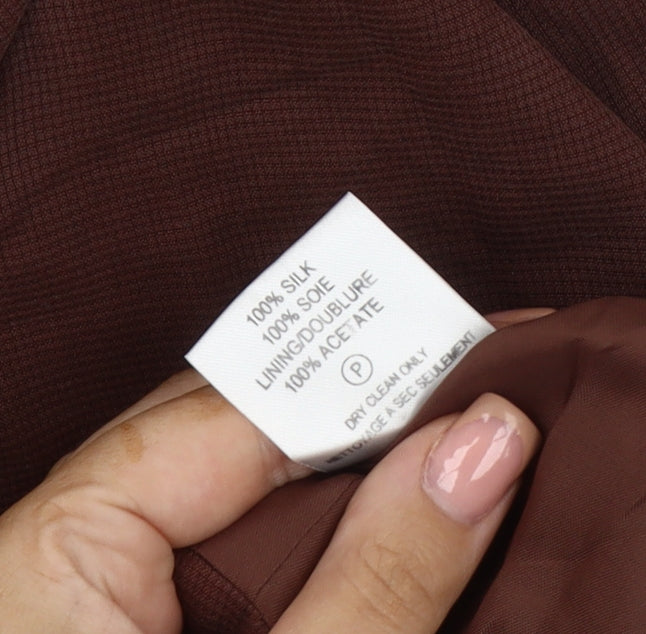 100% SILK
100% SOIE
LINING/DOUBLURE
100% ACETATE
P
DRY CLEAN ONLY
NETTOYAGE A SEC SEULEMENT